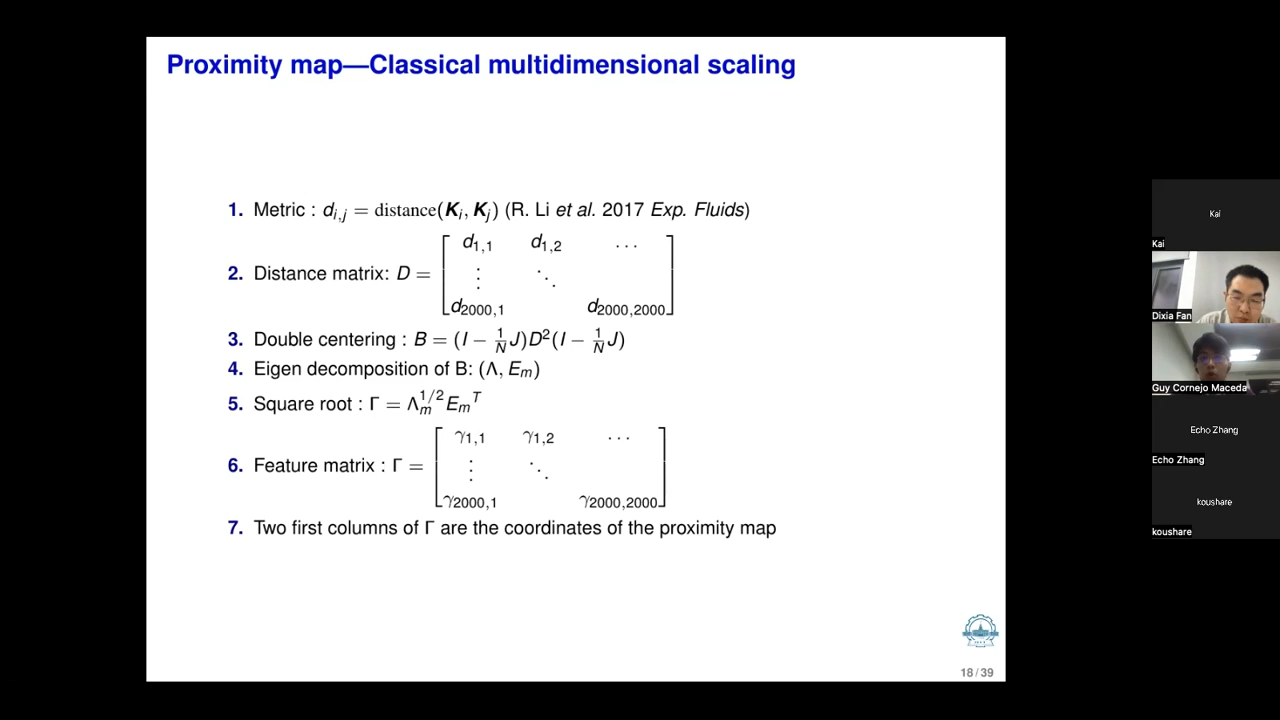 Proximity map—Classical multidimensional scaling
1. Metric : d_{i,j} = distance(K_i, K_j) (R. Li et al. 2017 Exp. Fluids)
2. Distance matrix: D = [ d_{1,1} d_{1,2} ⋯ ⋮ ⋱ d_{2000,1} d_{2000,2000} ]
3. Double centering : B = (I − 1/N J)D²(I − 1/N J)
4. Eigen decomposition of B: (Λ, E_m)
5. Square root : Γ = Λ_m^{1/2} E_m^T
6. Feature matrix : Γ = [ γ_{1,1} γ_{1,2} ⋯ ⋮ ⋱ γ_{2000,1} γ_{2000,2000} ]
7. Two first columns of Γ are the coordinates of the proximity map
18/39
Kai
Kai
Dixia Fan
Guy Cornejo Maceda
Echo Zhang
Echo Zhang
koushare
koushare